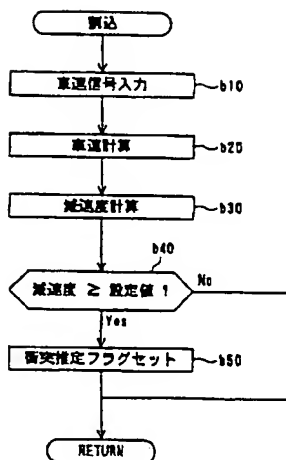 割込
車速信号入力
b10
車速計算
b20
減速度計算
b30
b40
減速度 ≥ 設定値 1
No
Yes
衝突推定フラグセット
b50
RETURN